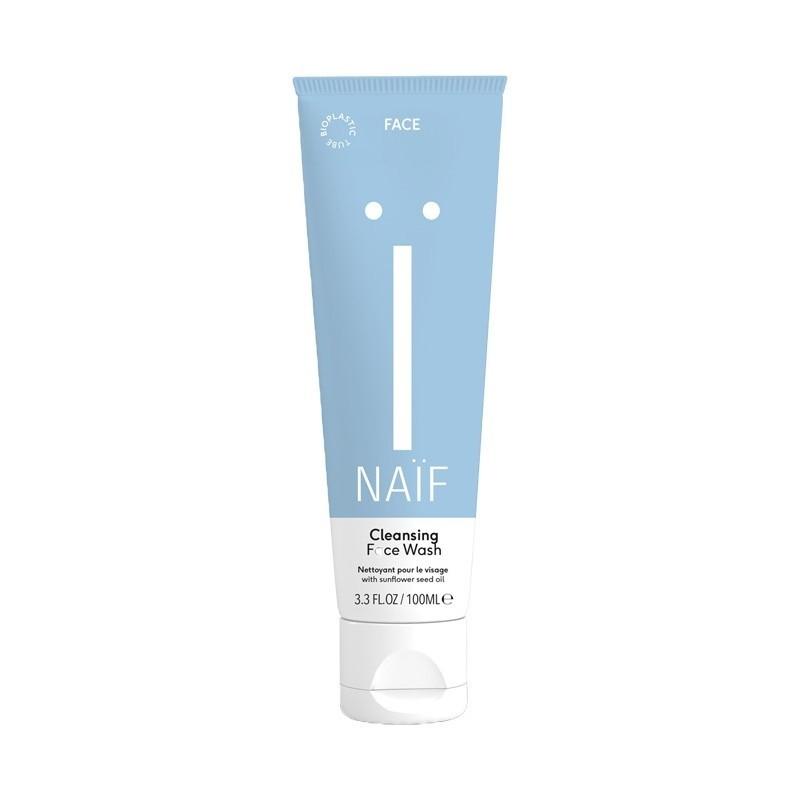 BIOPLASTIC TUBE
FACE
NAÏF
Cleansing
Face Wash
Nettoyant pour le visage
with sunflower seed oil
3.3 FL.OZ / 100ML ℮